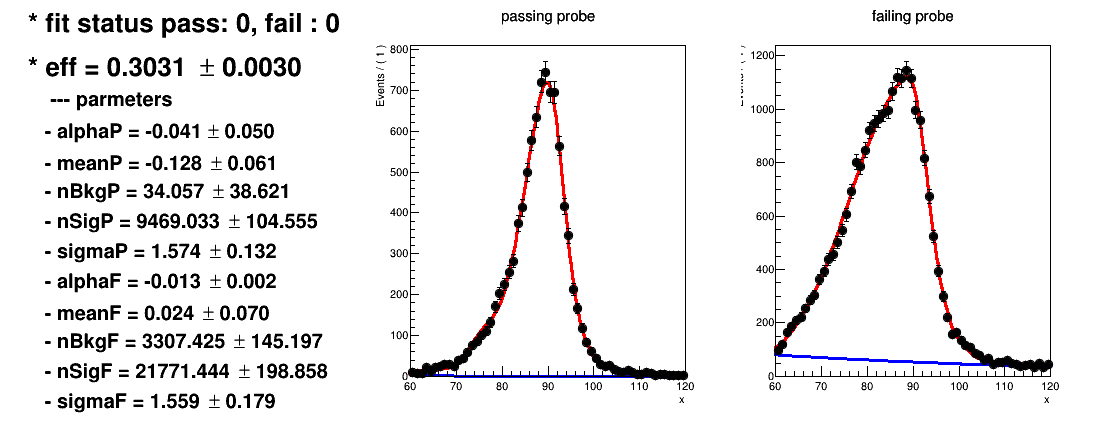 * fit status pass: 0, fail : 0
* eff = 0.3031 ± 0.0030
--- parmeters
- alphaP = -0.041 ± 0.050
- meanP = -0.128 ± 0.061
- nBkgP = 34.057 ± 38.621
- nSigP = 9469.033 ± 104.555
- sigmaP = 1.574 ± 0.132
- alphaF = -0.013 ± 0.002
- meanF = 0.024 ± 0.070
- nBkgF = 3307.425 ± 145.197
- nSigF = 21771.444 ± 198.858
- sigmaF = 1.559 ± 0.179
passing probe
Events / ( 1 )
800
700
600
500
400
300
200
100
0
60 70 80 90 100 110 120
x
failing probe
1200
1000
800
600
400
200
0
60 70 80 90 100 110 120
x